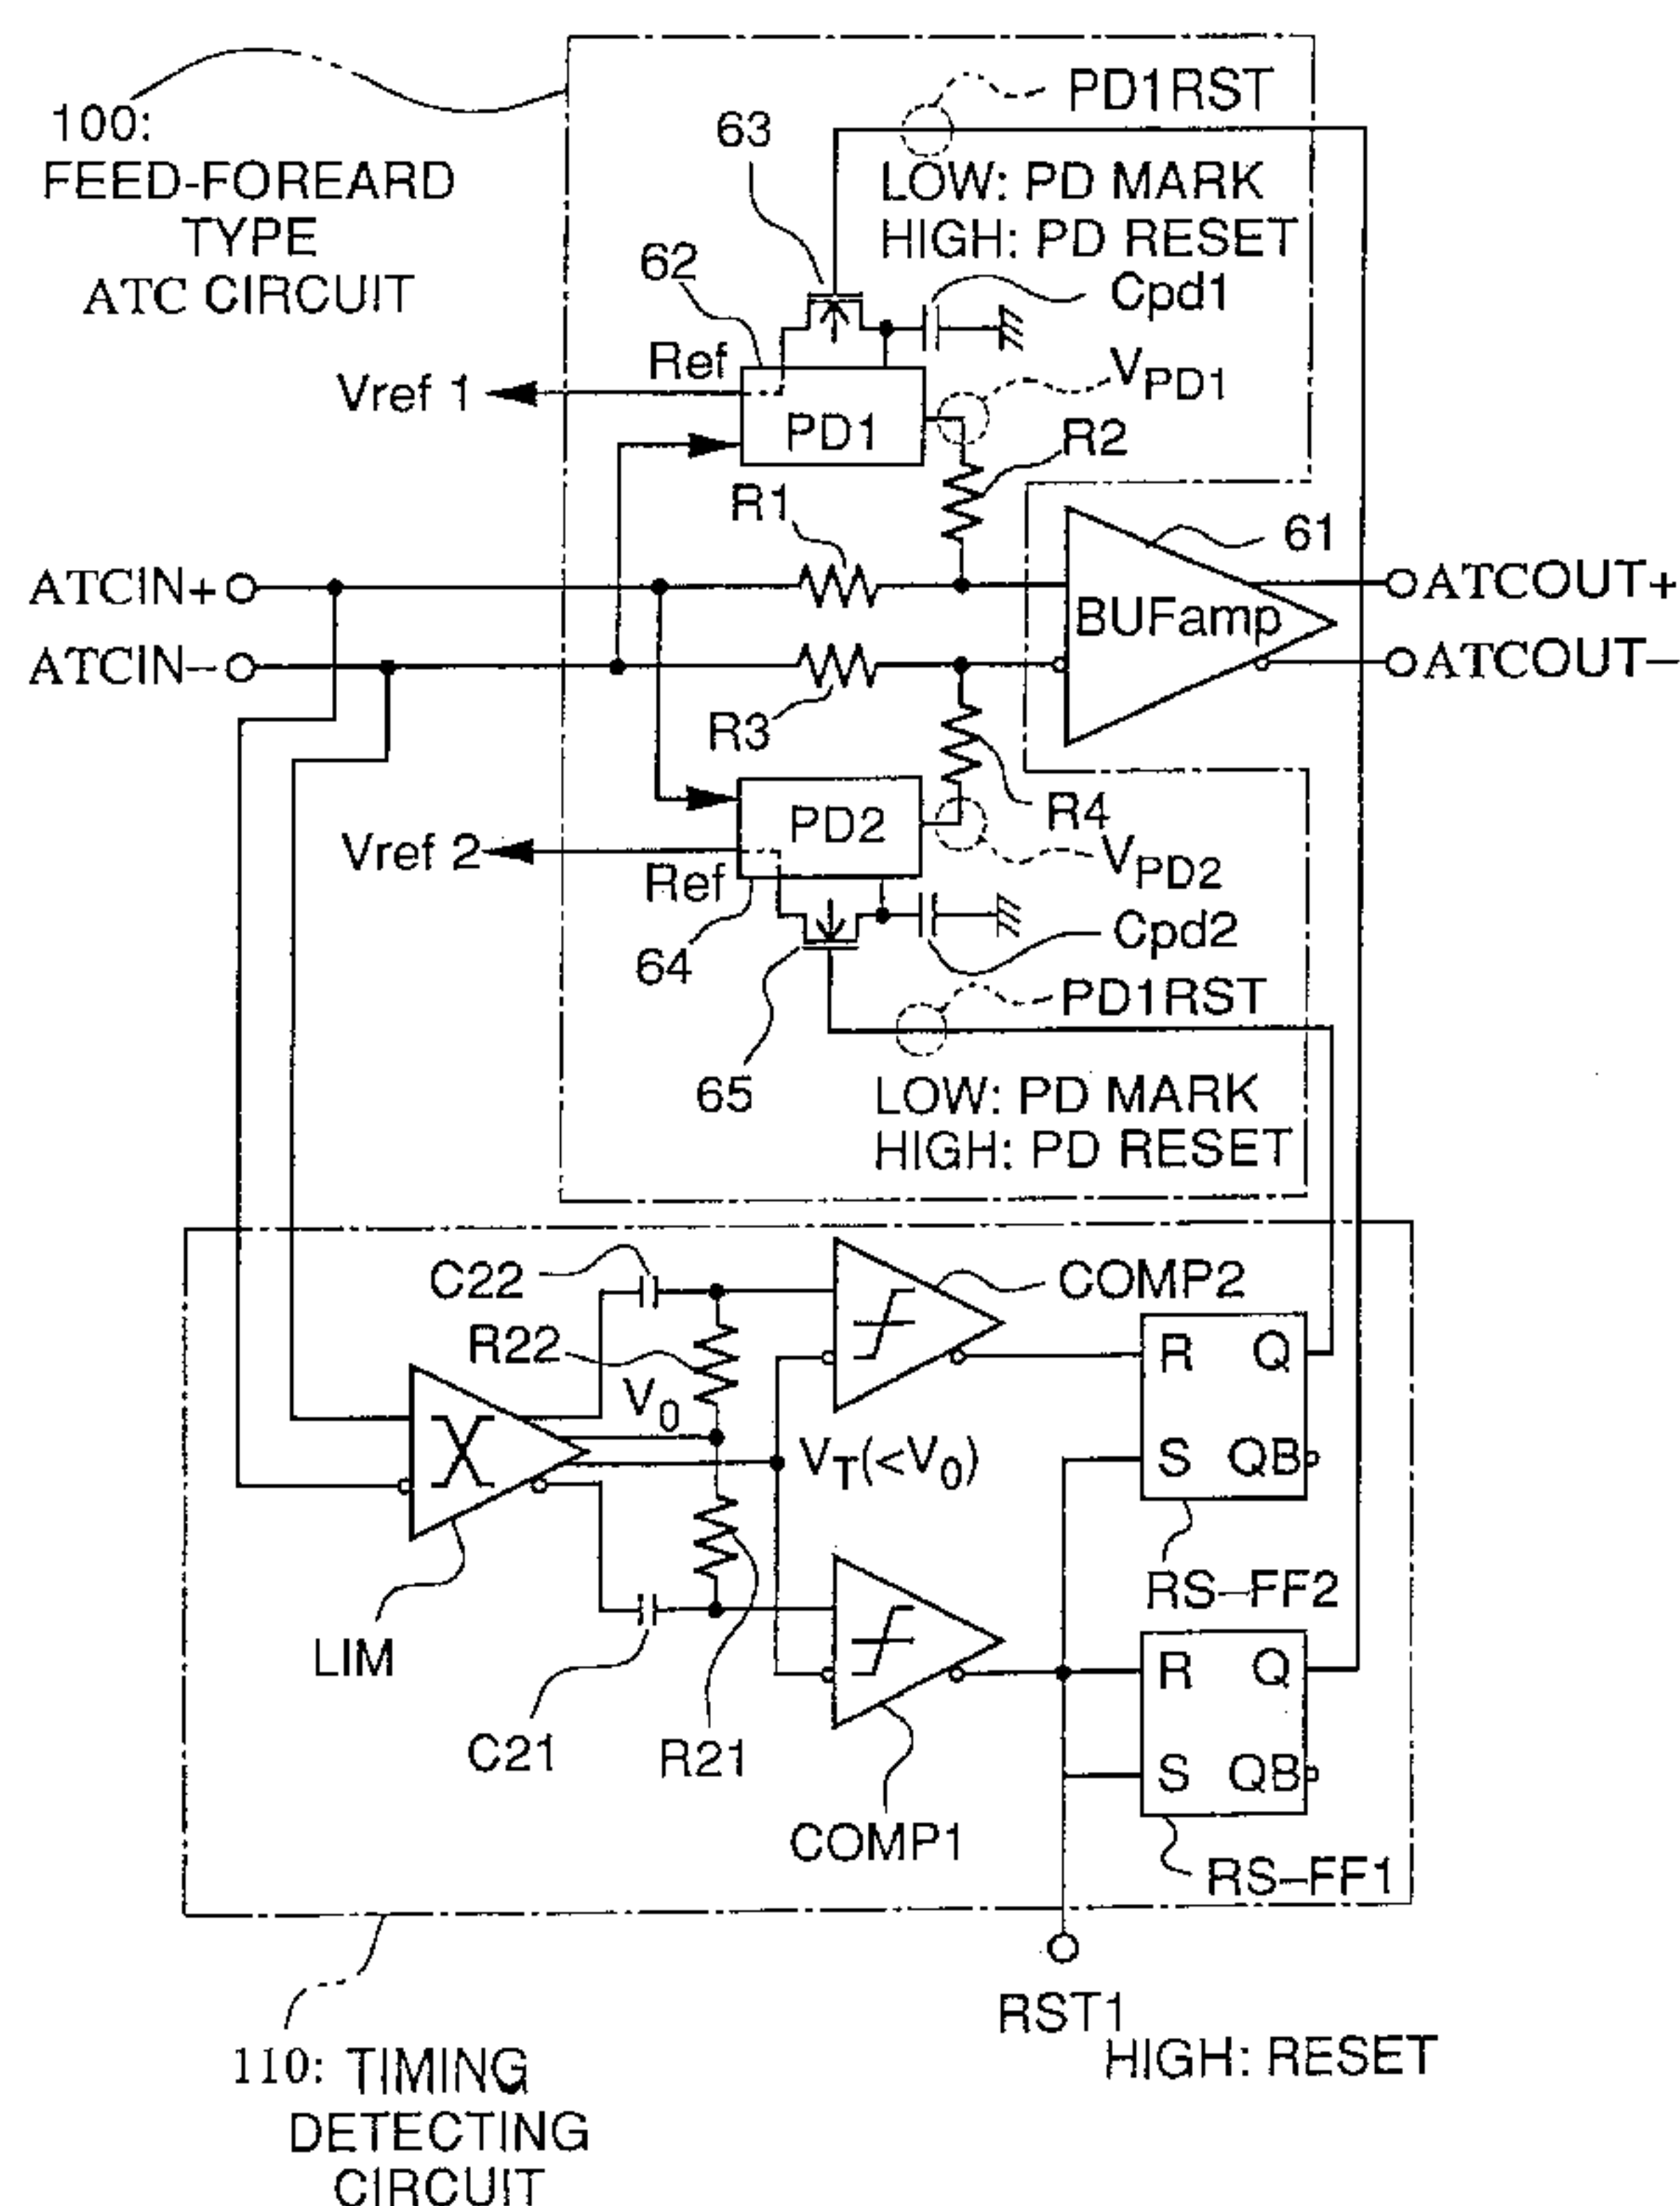 100:
FEED-FOREARD
TYPE
ATC CIRCUIT
PD1RST
63
LOW: PD MARK
HIGH: PD RESET
62
Cpd1
Ref
Vref 1
PD1
VPD1
R2
R1
61
ATCIN+
BUFamp
ATCOUT+
ATCIN–
ATCOUT–
R3
R4
PD2
Vref 2
VPD2
Ref
64
Cpd2
PD1RST
65
LOW: PD MARK
HIGH: PD RESET
C22
COMP2
R22
R Q
V0
VT(<V0)
S QB
RS–FF2
LIM
R Q
C21
R21
S QB
COMP1
RS–FF1
RST1
HIGH: RESET
110: TIMING
DETECTING
CIRCUIT